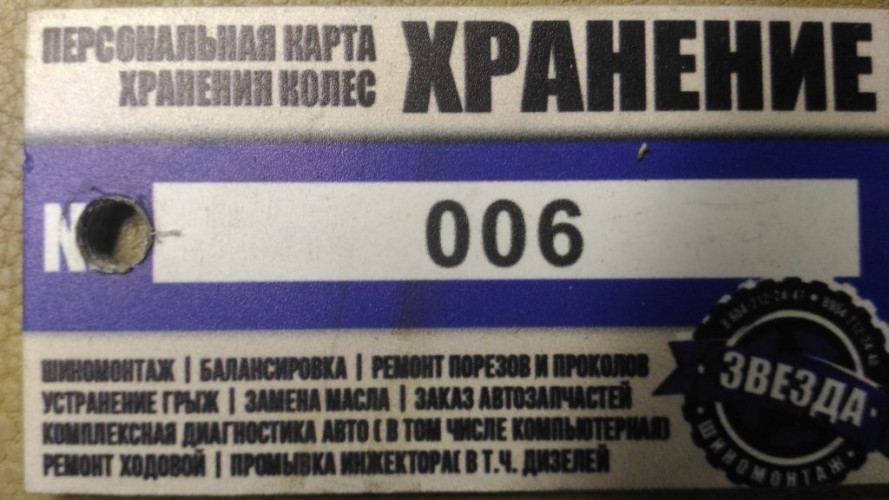 ПЕРСОНАЛЬНАЯ КАРТА
ХРАНЕНИЯ КОЛЕС
ХРАНЕНИЕ
N
006
ШИНОМОНТАЖ | БАЛАНСИРОВКА | РЕМОНТ ПОРЕЗОВ И ПРОКОЛОВ
УСТРАНЕНИЕ ГРЫЖ | ЗАМЕНА МАСЛА | ЗАКАЗ АВТОЗАПЧАСТЕЙ
КОМПЛЕКСНАЯ ДИАГНОСТИКА АВТО ( В ТОМ ЧИСЛЕ КОМПЬЮТЕРНАЯ)
РЕМОНТ ХОДОВОЙ | ПРОМЫВКА ИНЖЕКТОРА( В Т.Ч. ДИЗЕЛЕЙ
ЗВЕЗДА
ШИНОМОНТАЖ